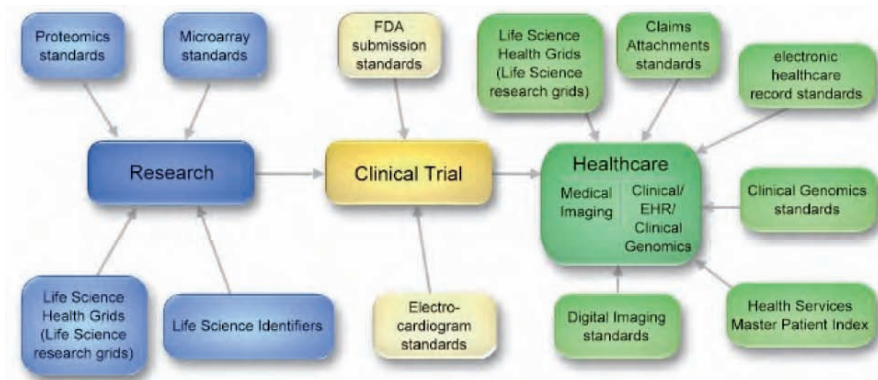 Proteomics
standards
Microarray
standards
FDA
submission
standards
Life Science
Health Grids
(Life Science
research grids)
Claims
Attachments
standards
electronic
healthcare
record standards
Research
Clinical Trial
Healthcare
Medical
Imaging
Clinical/
EHR/
Clinical
Genomics
Clinical Genomics
standards
Life Science
Health Grids
(Life Science
research grids)
Life Science Identifiers
Electro-
cardiogram
standards
Digital Imaging
standards
Health Services
Master Patient Index